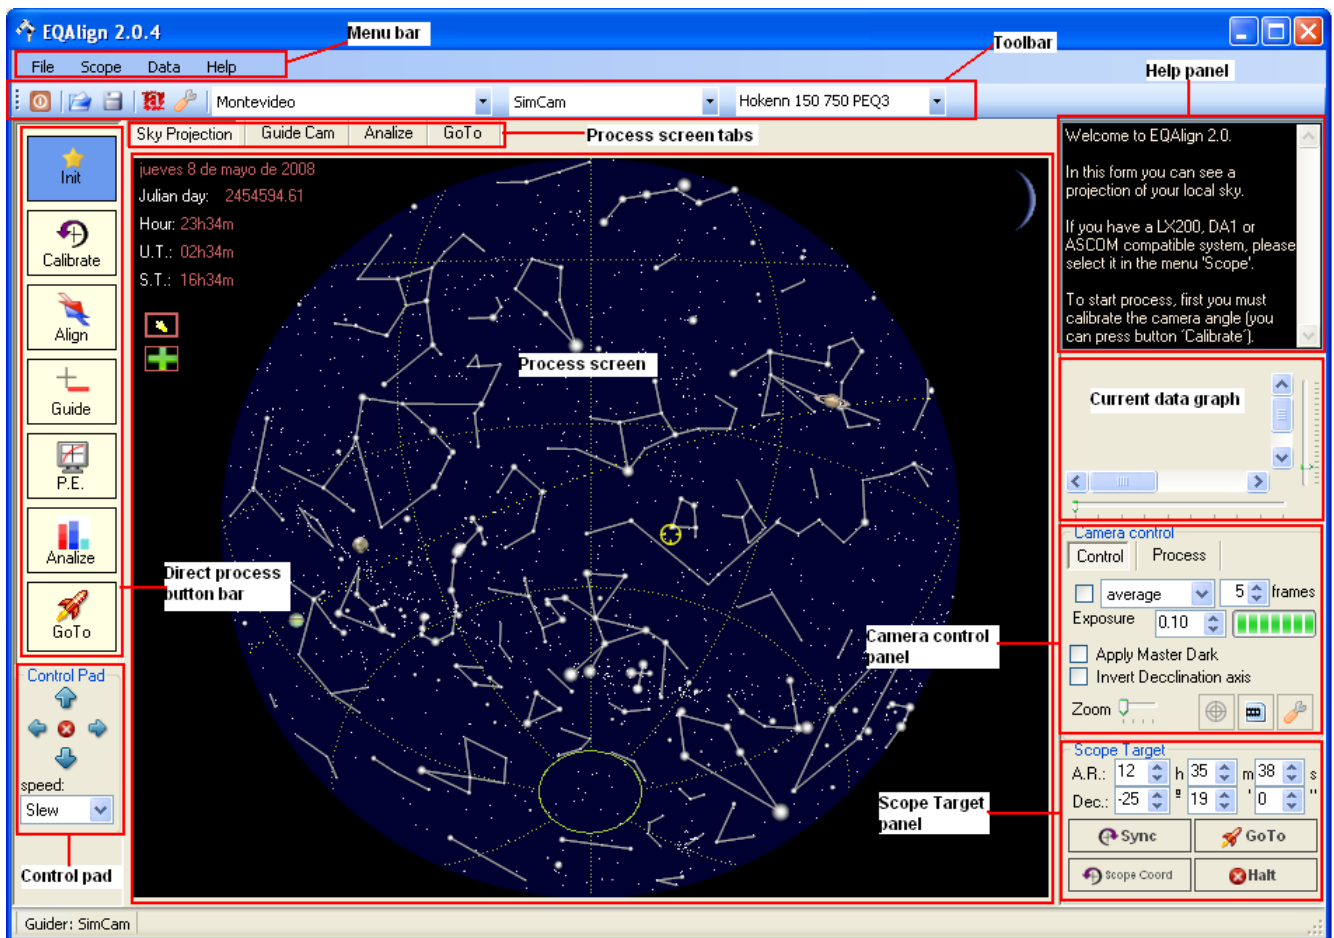 EQAlign 2.0.4
Menu bar
Toolbar
Help panel
File Scope Data Help
Montevideo
SimCam
Hokenn 150 750 PEQ3
Sky Projection Guide Cam Analize GoTo
Process screen tabs
Init
Calibrate
Align
Guide
P.E.
Analize
GoTo
Direct process
button bar
jueves 8 de mayo de 2008
Julian day: 2454594.61
Hour: 23h34m
U.T.: 02h34m
S.T.: 16h34m
Process screen
Welcome to EQAlign 2.0.
In this form you can see a
projection of your local sky.
If you have a LX200, DA1 or
ASCOM compatible system, please
select it in the menu 'Scope'.
To start process, first you must
calibrate the camera angle (you
can press button ´Calibrate´).
Current data graph
Camera control
Control Process
average 5 frames
Exposure 0.10
Apply Master Dark
Invert Decclination axis
Zoom
Camera control
panel
Scope Target
A.R.: 12 h 35 m 38 s
Dec.: -25 º 19 ' 0 "
Sync GoTo
Scope Coord Halt
Scope Target
panel
Control Pad
speed:
Slew
Control pad
Guider: SimCam